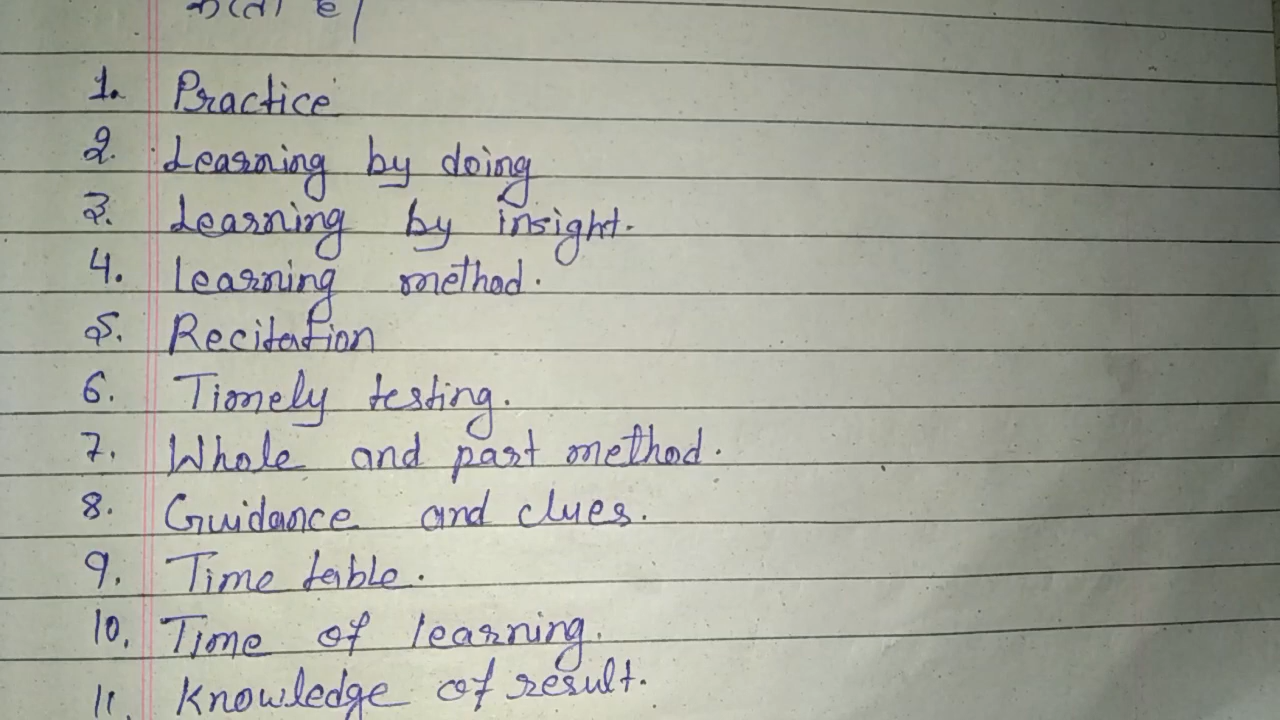 करता है।
1. Practice
2. Learning by doing
3. Learning by insight.
4. Learning method.
5. Recitation
6. Timely testing.
7. Whole and part method.
8. Guidance and clues.
9. Time table.
10. Time of learning.
11. Knowledge of result.